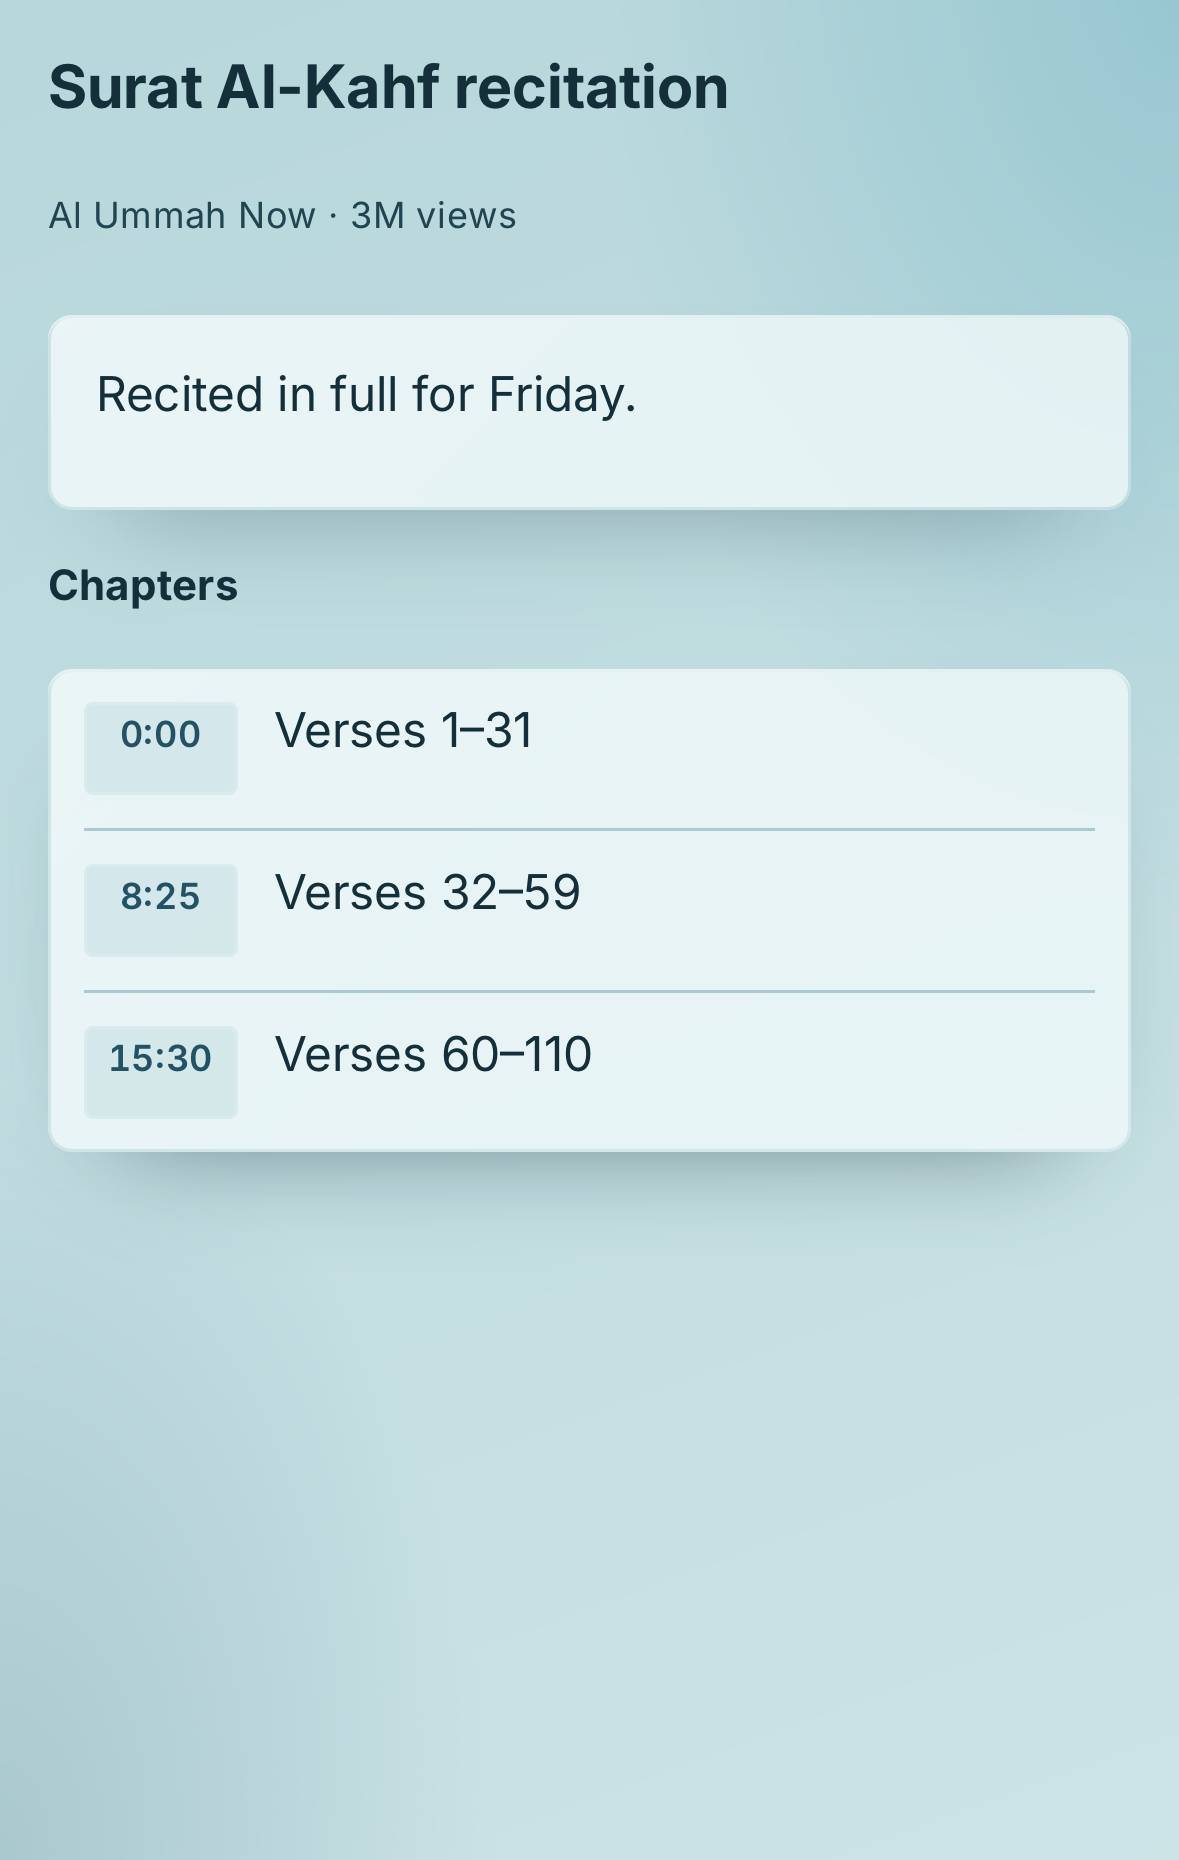 Surat Al-Kahf recitation
Al Ummah Now · 3M views
Recited in full for Friday.
Chapters
0:00 Verses 1–31
8:25 Verses 32–59
15:30 Verses 60–110